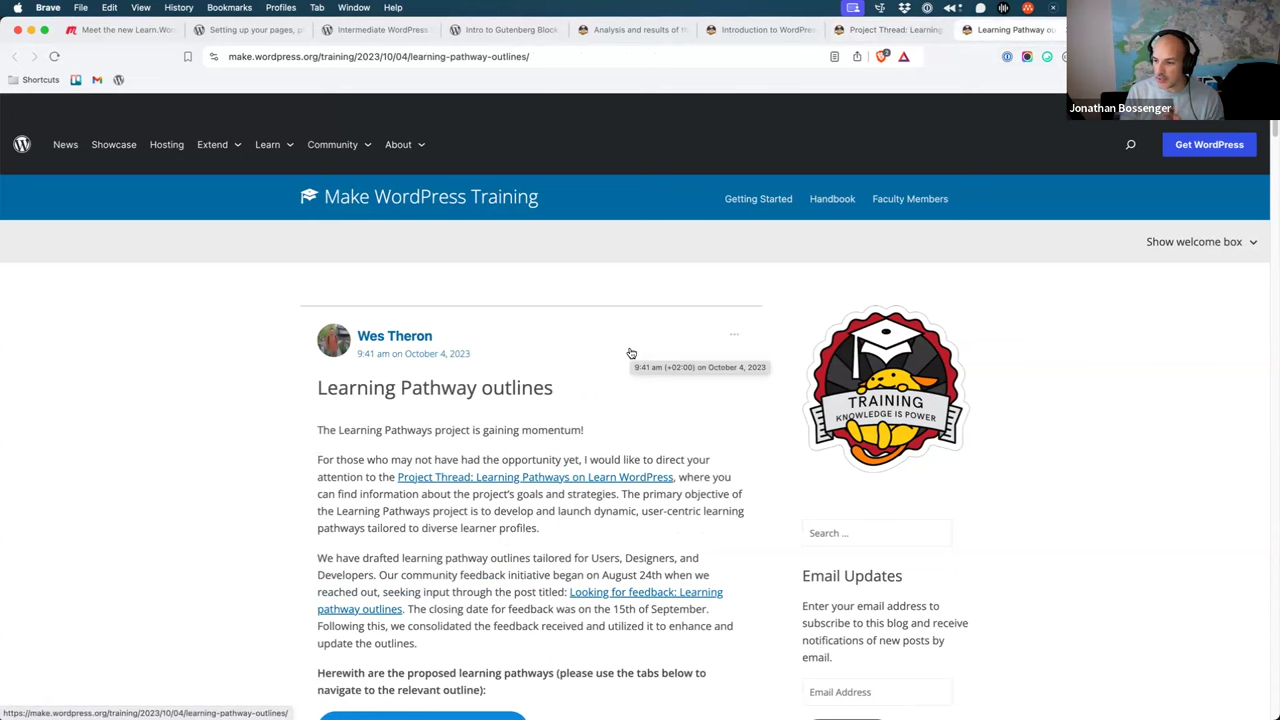 Brave File Edit View History Bookmarks Profiles Tab Window Help
Meet the new Learn.Wor
Setting up your pages, p
Intermediate WordPress
Intro to Gutenberg Block
Analysis and results of th
Introduction to WordPre
Project Thread: Learning
Learning Pathway ou
make.wordpress.org/training/2023/10/04/learning-pathway-outlines/
2
Shortcuts
Jonathan Bossenger
News Showcase Hosting Extend Learn Community About
Get WordPress
Make WordPress Training
Getting Started Handbook Faculty Members
Show welcome box
Wes Theron
9:41 am on October 4, 2023
9:41 am (+02:00) on October 4, 2023
Learning Pathway outlines
The Learning Pathways project is gaining momentum!
For those who may not have had the opportunity yet, I would like to direct your
attention to the Project Thread: Learning Pathways on Learn WordPress, where you
can find information about the project's goals and strategies. The primary objective of
the Learning Pathways project is to develop and launch dynamic, user-centric learning
pathways tailored to diverse learner profiles.
We have drafted learning pathway outlines tailored for Users, Designers, and
Developers. Our community feedback initiative began on August 24th when we
reached out, seeking input through the post titled: Looking for feedback: Learning
pathway outlines. The closing date for feedback was on the 15th of September.
Following this, we consolidated the feedback received and utilized it to enhance and
update the outlines.
Herewith are the proposed learning pathways (please use the tabs below to
navigate to the relevant outline):
TRAINING
KNOWLEDGE IS POWER
Search ...
Email Updates
Enter your email address to
subscribe to this blog and receive
notifications of new posts by
email.
Email Address
https://make.wordpress.org/training/2023/10/04/learning-pathway-outlines/